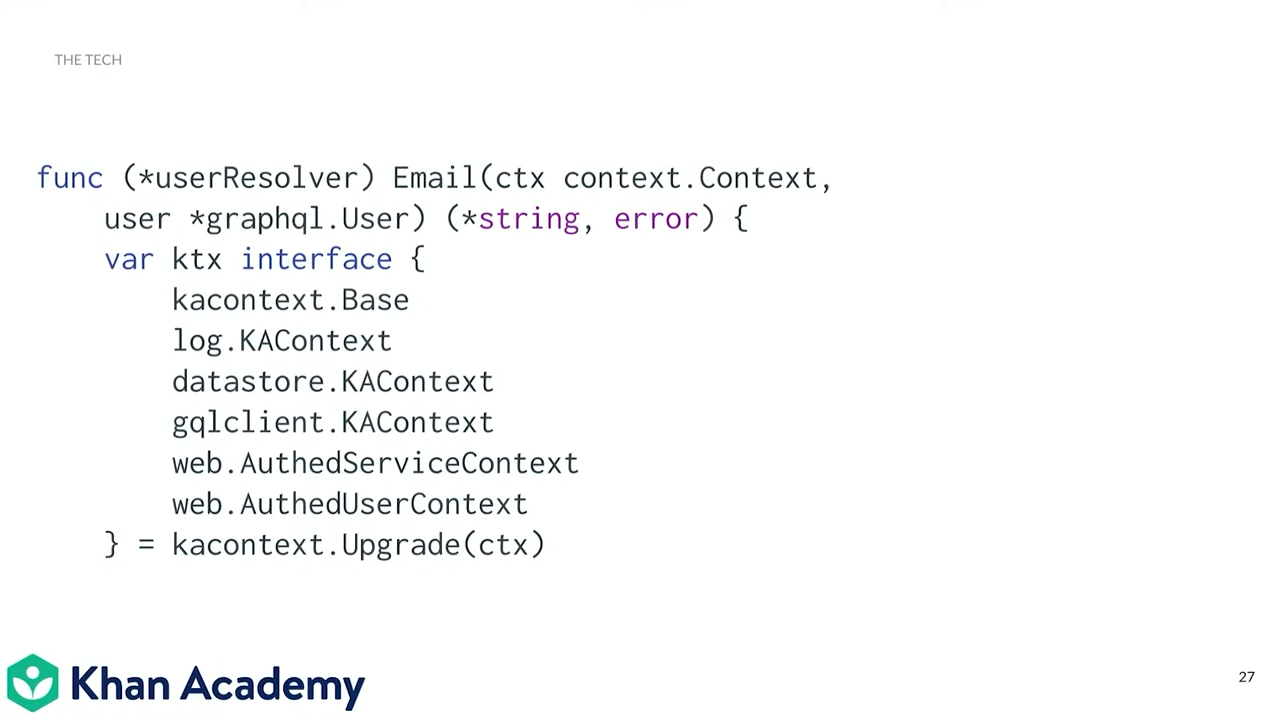 THE TECH
func (*userResolver) Email(ctx context.Context,
    user *graphql.User) (*string, error) {
    var ktx interface {
        kacontext.Base
        log.KAContext
        datastore.KAContext
        gqlclient.KAContext
        web.AuthedServiceContext
        web.AuthedUserContext
    } = kacontext.Upgrade(ctx)
Khan Academy
27